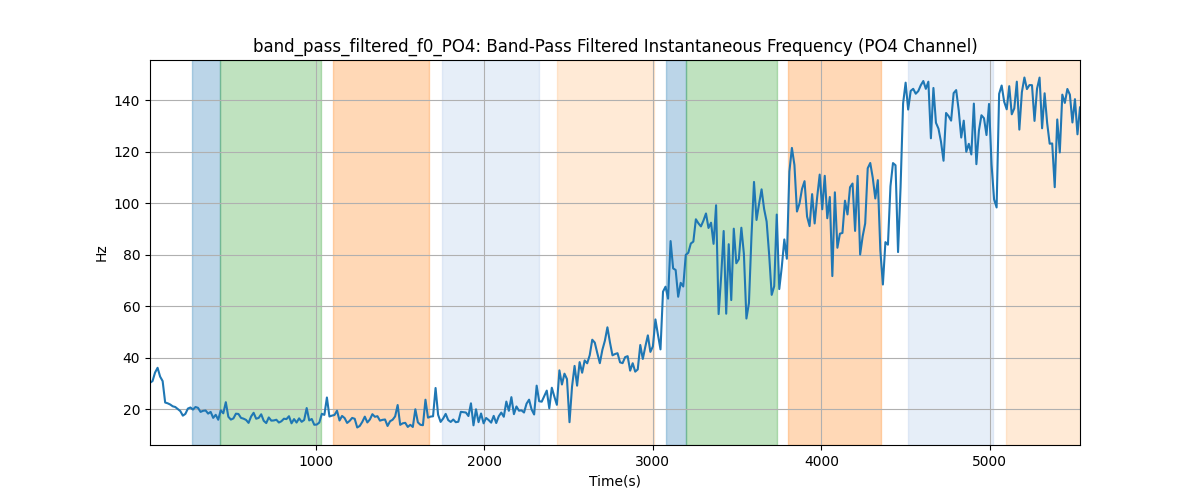 band_pass_filtered_f0_PO4: Band-Pass Filtered Instantaneous Frequency (PO4 Channel)
Hz
140
120
100
80
60
40
20
1000 2000 3000 4000 5000
Time(s)